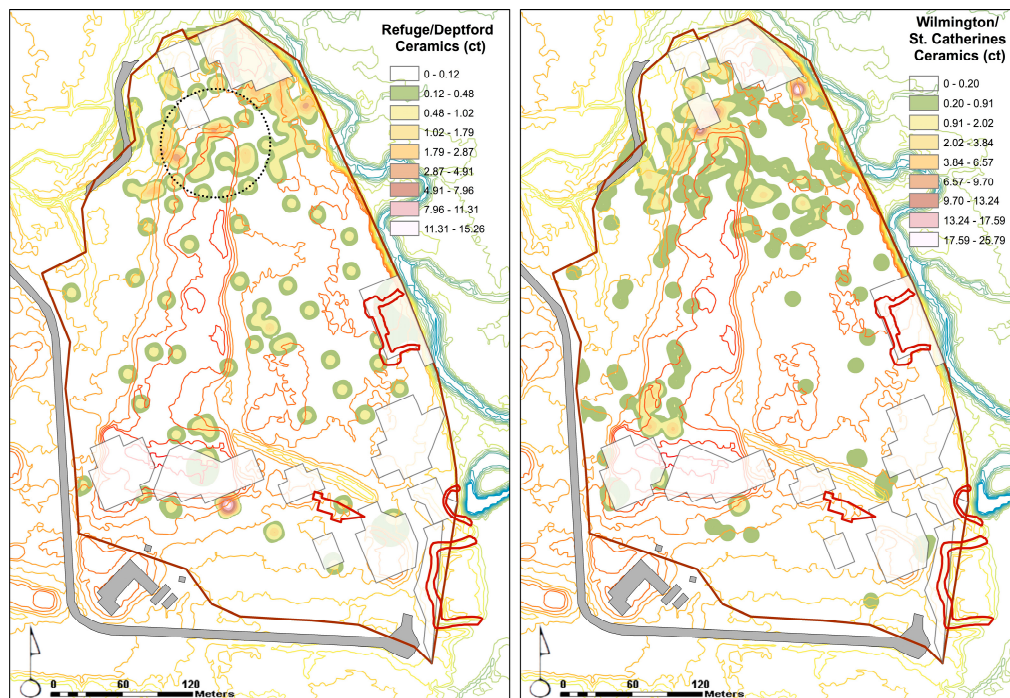 Refuge/Deptford
Ceramics (ct)
0 - 0.12
0.12 - 0.48
0.48 - 1.02
1.02 - 1.79
1.79 - 2.87
2.87 - 4.91
4.91 - 7.96
7.96 - 11.31
11.31 - 15.26
0 60 120
Meters
Wilmington/
St. Catherines
Ceramics (ct)
0 - 0.20
0.20 - 0.91
0.91 - 2.02
2.02 - 3.84
3.84 - 6.57
6.57 - 9.70
9.70 - 13.24
13.24 - 17.59
17.59 - 25.79
0 60 120
Meters